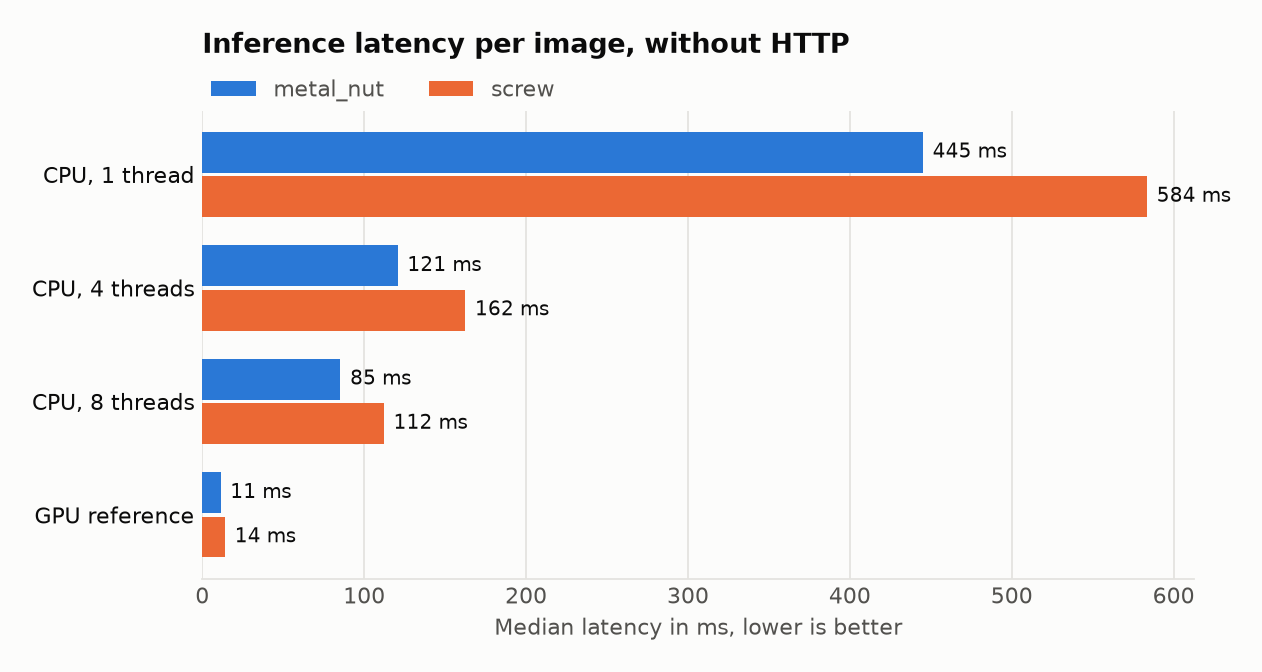 Inference latency per image, without HTTP
metal_nut screw
CPU, 1 thread
445 ms
584 ms
CPU, 4 threads
121 ms
162 ms
CPU, 8 threads
85 ms
112 ms
GPU reference
11 ms
14 ms
0 100 200 300 400 500 600
Median latency in ms, lower is better